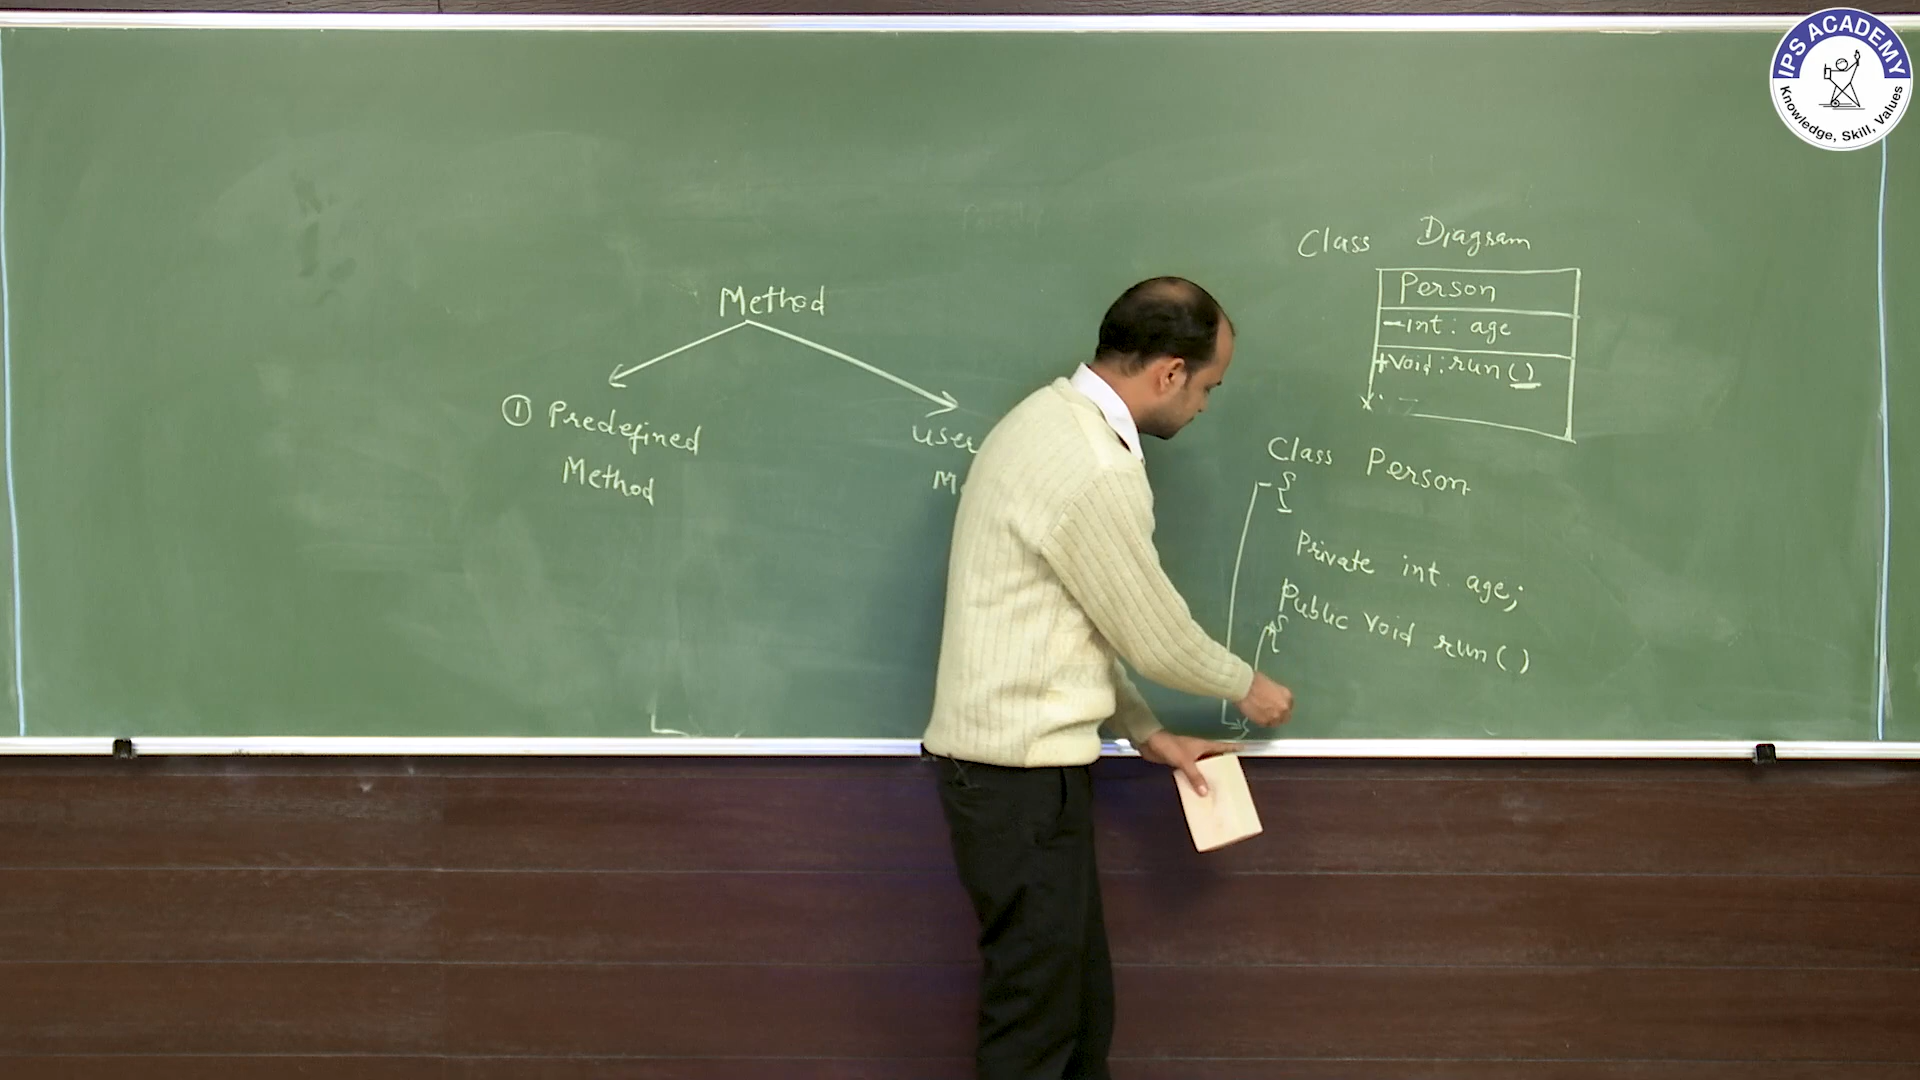 IPS ACADEMY
Knowledge, Skill, Values
Method
① Predefined
Method
user
Class Diagram
Person
-int: age
+void: run()
Class Person
{
Private int age;
Public void run()
{
}